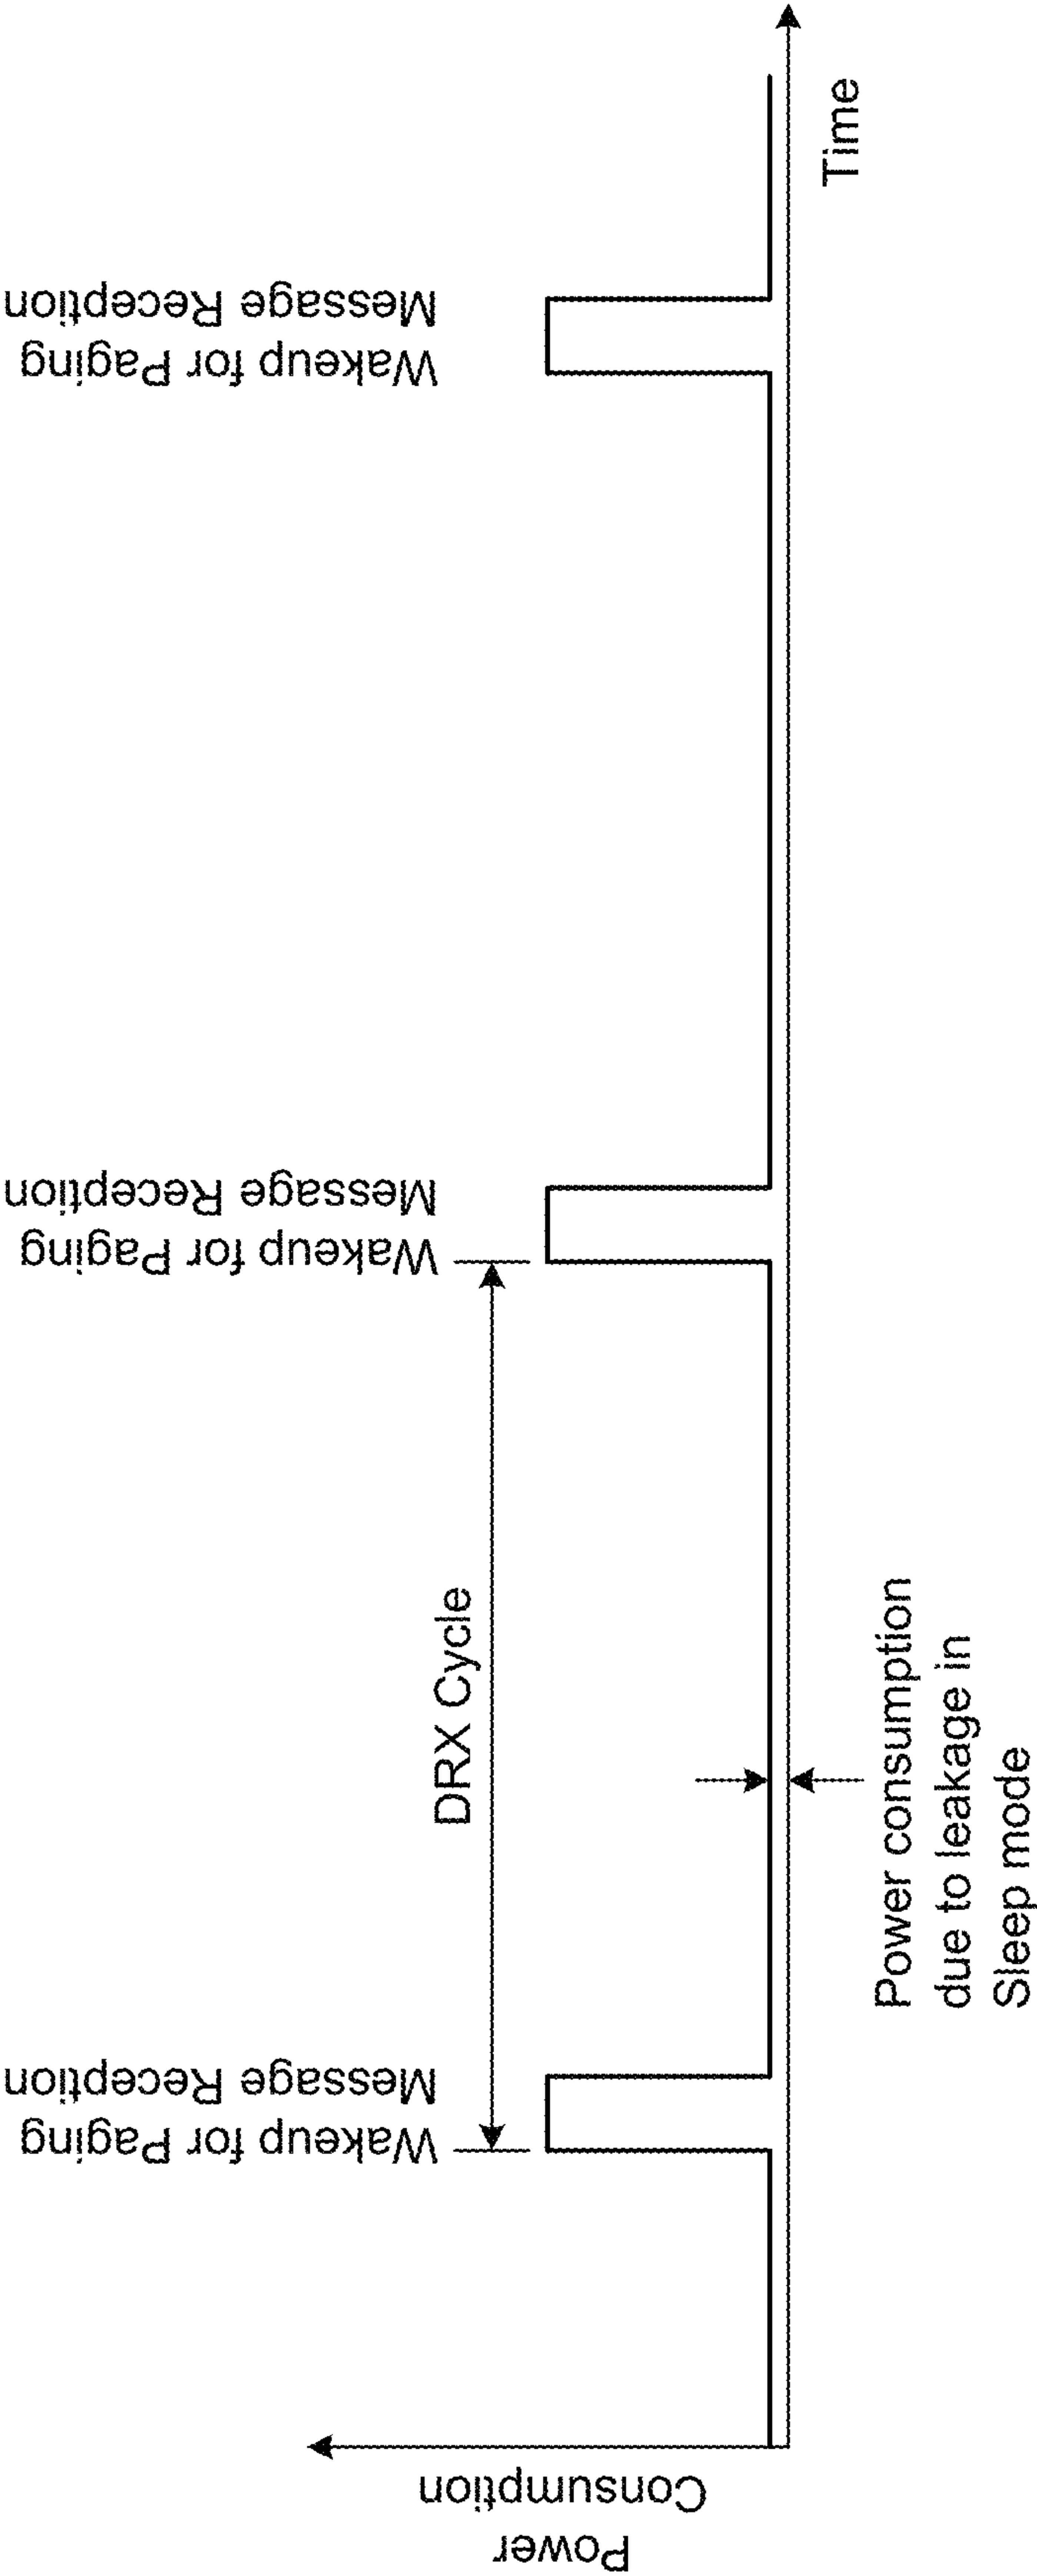 Power
Consumption
Wakeup for Paging
Message Reception
DRX Cycle
Wakeup for Paging
Message Reception
Wakeup for Paging
Message Reception
Power consumption
due to leakage in
Sleep mode
Time